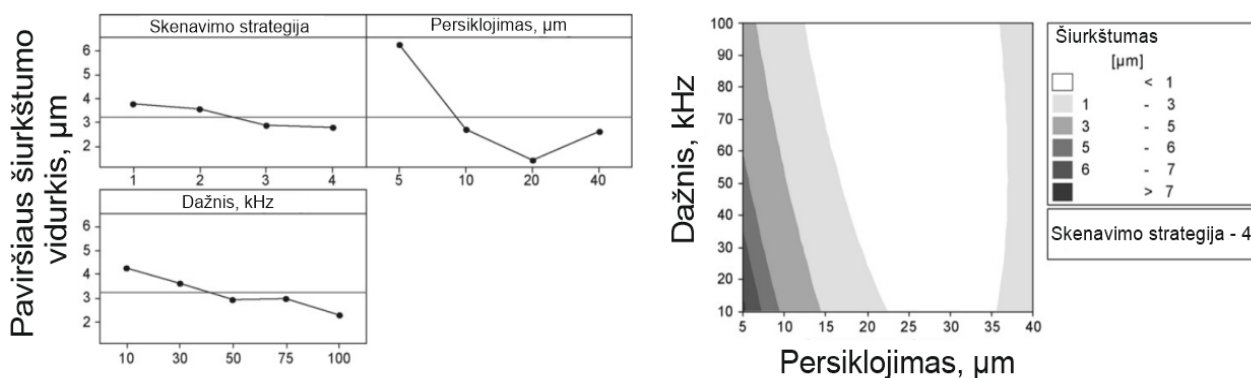 Paviršiaus šiurkštumo
vidurkis, µm
Skenavimo strategija
Persiklojimas, µm
6
5
4
3
2
1 2 3 4
5 10 20 40
Dažnis, kHz
6
5
4
3
2
10 30 50 75 100
Dažnis, kHz
100
90
80
70
60
50
40
30
20
10
5 10 15 20 25 30 35 40
Persiklojimas, µm
Šiurkštumas
[µm]
< 1
1 - 3
3 - 5
5 - 6
6 - 7
> 7
Skenavimo strategija - 4